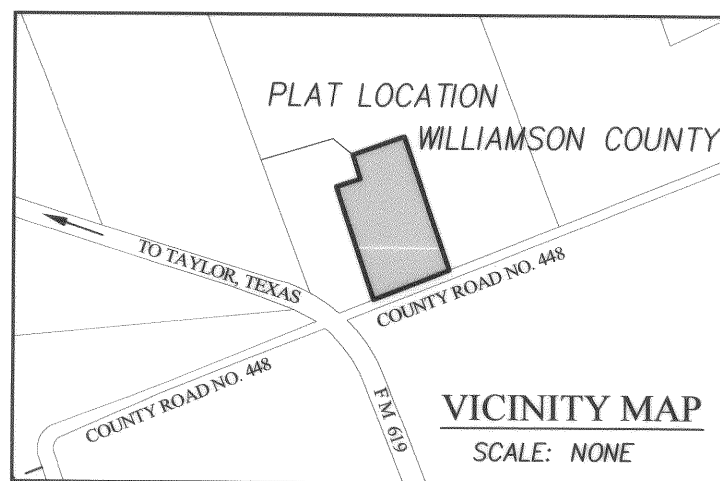 PLAT LOCATION
WILLIAMSON COUNTY
TO TAYLOR, TEXAS
COUNTY ROAD NO. 448
COUNTY ROAD NO. 448
FM 619
VICINITY MAP
SCALE: NONE